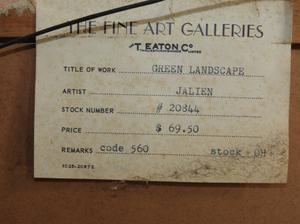 THE FINE ART GALLERIES
T. EATON Co
LIMITED
TITLE OF WORK GREEN LANDSCAPE
ARTIST JALIEN
STOCK NUMBER # 20844
PRICE $ 69.50
REMARKS code 560 stock - 04